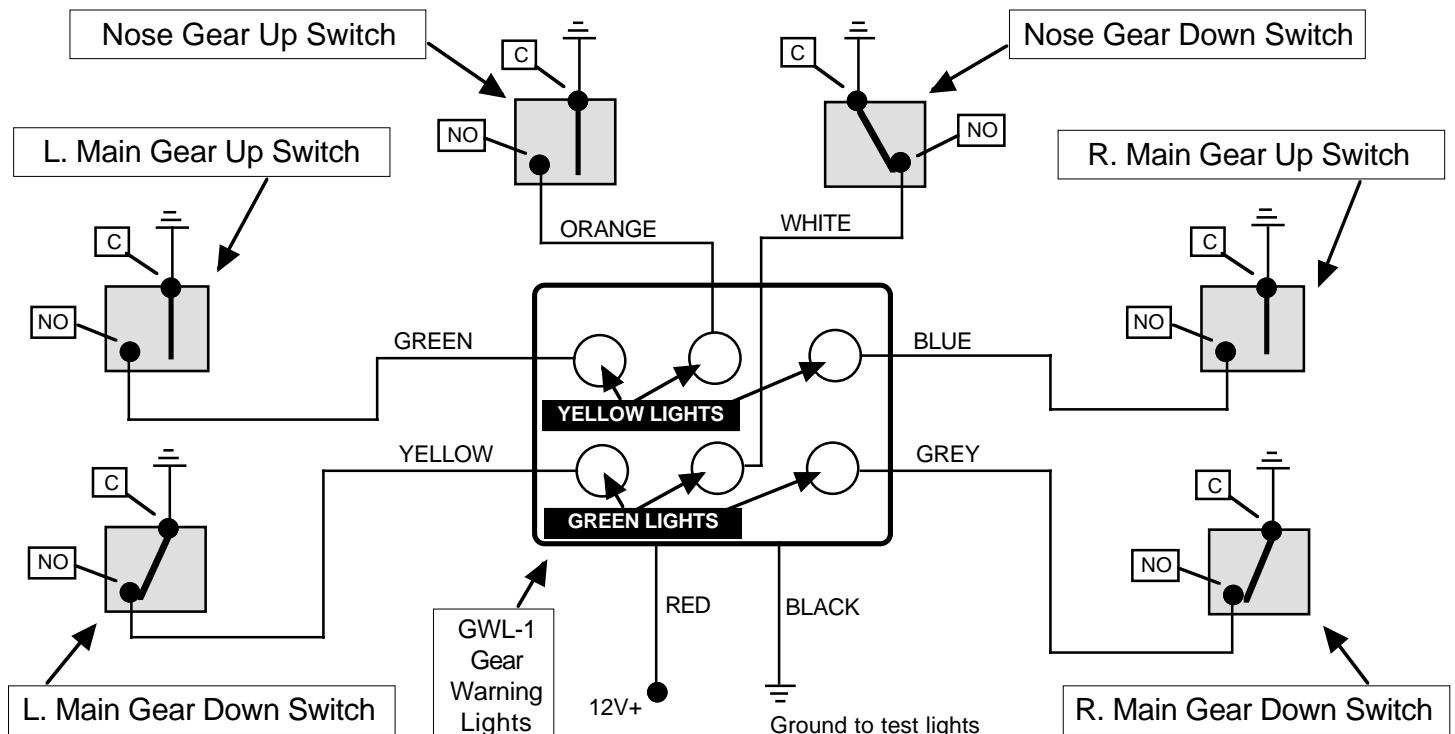 Nose Gear Up Switch
C
NO
C
NO
Nose Gear Down Switch
L. Main Gear Up Switch
C
NO
R. Main Gear Up Switch
C
NO
ORANGE
WHITE
GREEN
BLUE
YELLOW LIGHTS
YELLOW
GREY
GREEN LIGHTS
C
NO
C
NO
RED
BLACK
L. Main Gear Down Switch
GWL-1
Gear
Warning
Lights
12V+
Ground to test lights
R. Main Gear Down Switch